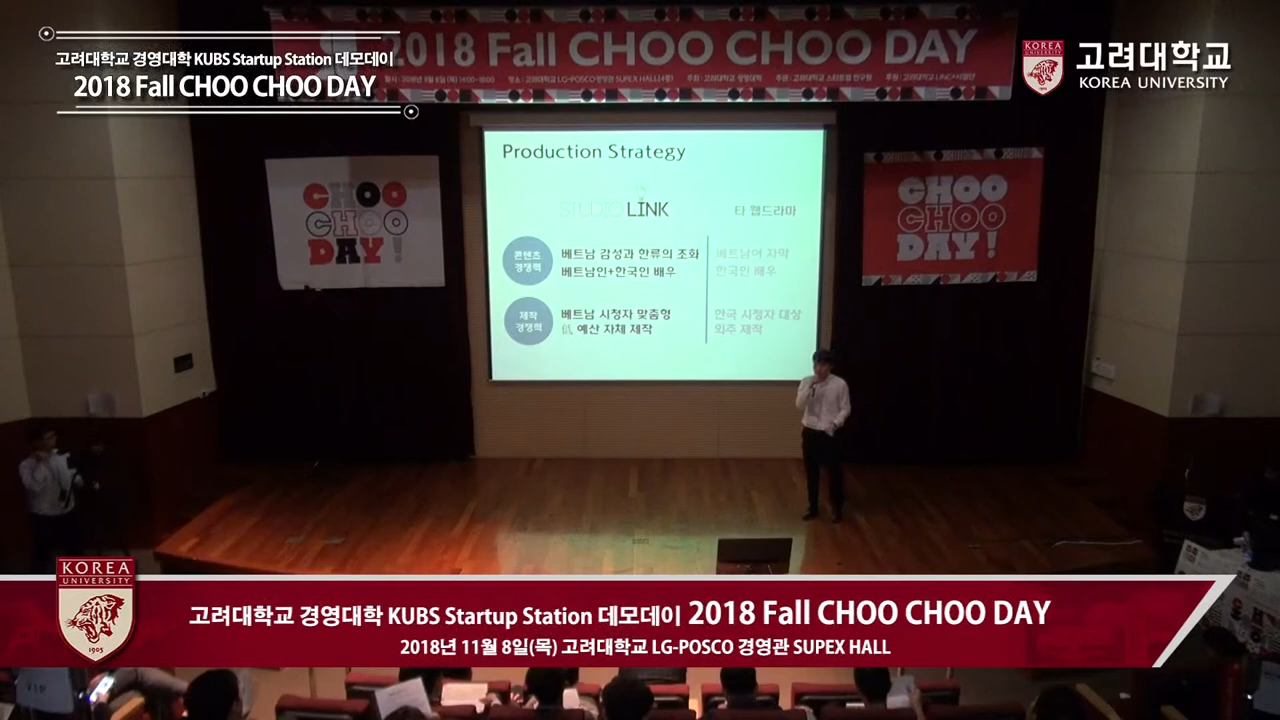 고려대학교 경영대학 KUBS Startup Station 데모데이
2018 Fall CHOO CHOO DAY
2018 Fall CHOO CHOO DAY
KOREA
UNIVERSITY
1905
고려대학교
KOREA UNIVERSITY
CHOO
CHOO
DAY!
Production Strategy
STUDIO LINK
타 웹드라마
콘텐츠
경쟁력
베트남 감성과 한류의 조화
베트남인+한국인 배우
베트남어 자막
한국인 배우
제작
경쟁력
베트남 시청자 맞춤형
低 예산 자체 제작
한국 시청자 대상
외주 제작
CHOO
CHOO
DAY!
KOREA
UNIVERSITY
1905
고려대학교 경영대학 KUBS Startup Station 데모데이 2018 Fall CHOO CHOO DAY
2018년 11월 8일(목) 고려대학교 LG-POSCO 경영관 SUPEX HALL